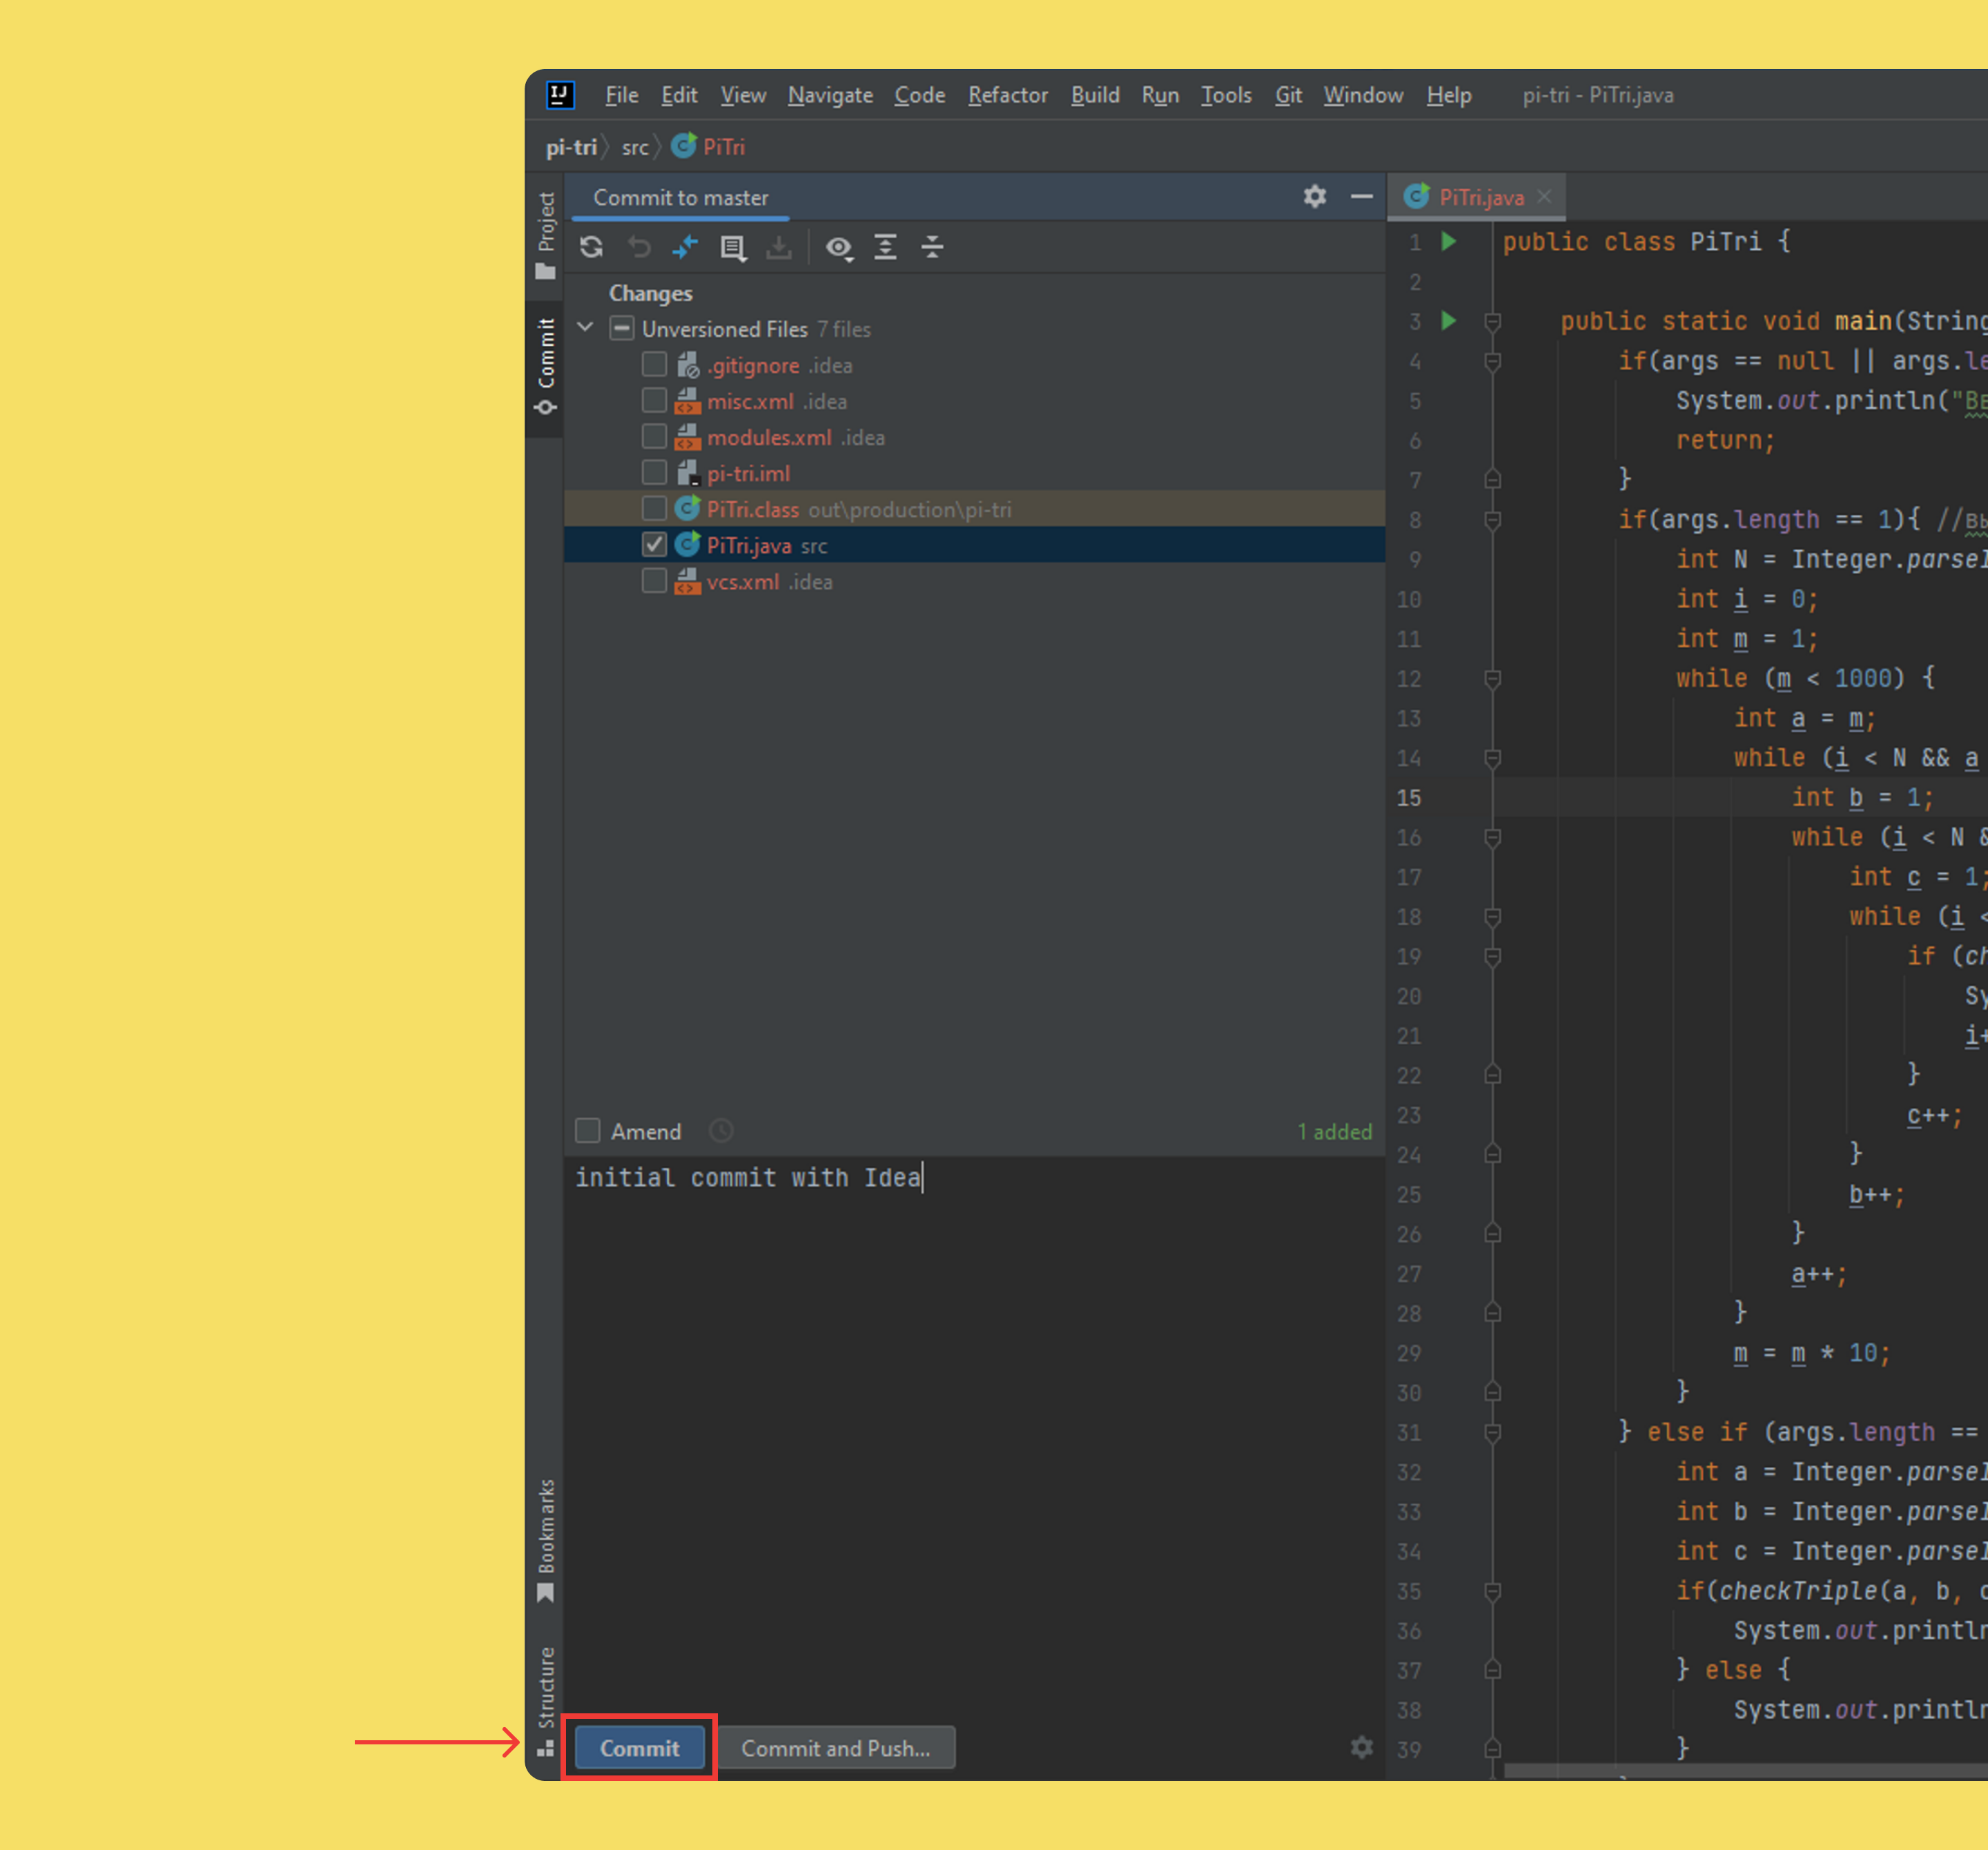 IJ File Edit View Navigate Code Refactor Build Run Tools Git Window Help pi-tri - PiTri.java
pi-tri src PiTri
Project
Commit
Bookmarks
Structure
Commit to master
Changes
Unversioned Files 7 files
.gitignore .idea
misc.xml .idea
modules.xml .idea
pi-tri.iml
PiTri.class out\production\pi-tri
PiTri.java src
vcs.xml .idea
Amend 1 added
initial commit with Idea
Commit Commit and Push...
PiTri.java
1 public class PiTri {
2
3 public static void main(String
4 if(args == null || args.le
5 System.out.println("Вв
6 return;
7 }
8 if(args.length == 1){ //вы
9 int N = Integer.parseI
10 int i = 0;
11 int m = 1;
12 while (m < 1000) {
13 int a = m;
14 while (i < N && a
15 int b = 1;
16 while (i < N &
17 int c = 1;
18 while (i <
19 if (ch
20 Sy
21 i+
22 }
23 c++;
24 }
25 b++;
26 }
27 a++;
28 }
29 m = m * 10;
30 }
31 } else if (args.length ==
32 int a = Integer.parseI
33 int b = Integer.parseI
34 int c = Integer.parseI
35 if(checkTriple(a, b, c
36 System.out.println
37 } else {
38 System.out.println
39 }